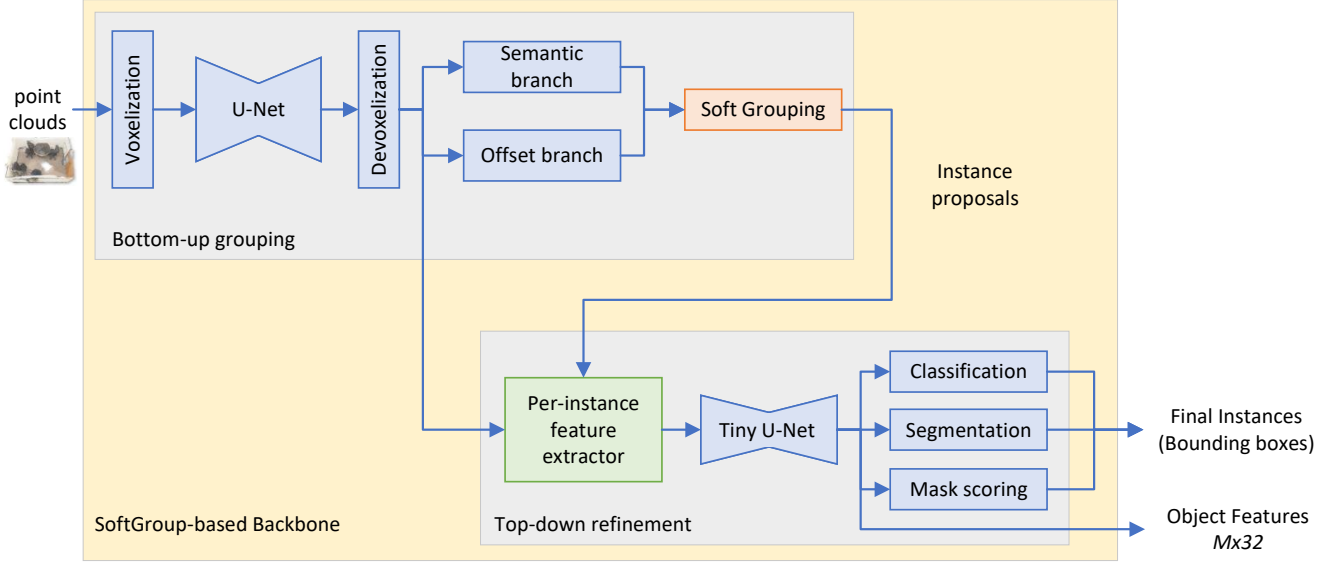 point
clouds
Voxelization
U-Net
Devoxelization
Semantic
branch
Offset branch
Soft Grouping
Bottom-up grouping
Instance
proposals
Per-instance
feature
extractor
Tiny U-Net
Classification
Segmentation
Mask scoring
Final Instances
(Bounding boxes)
Object Features
Mx32
Top-down refinement
SoftGroup-based Backbone